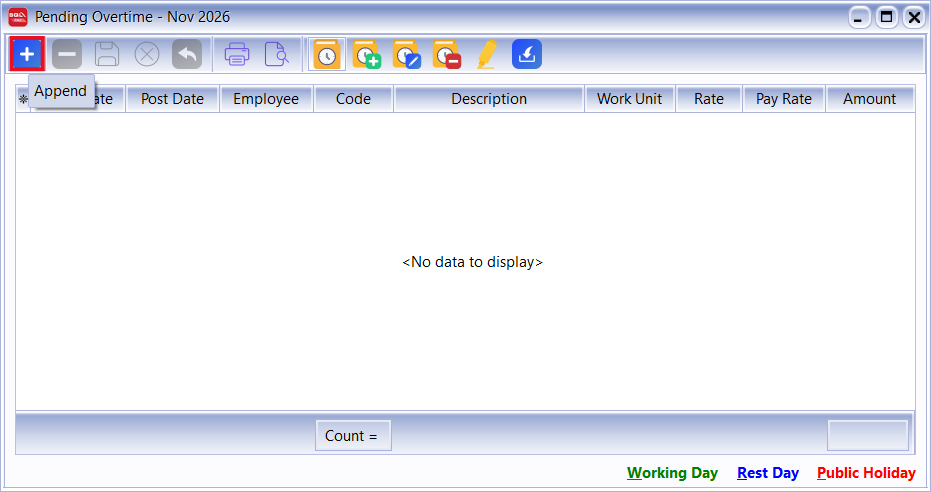 Pending Overtime - Nov 2026
Append
ate Post Date Employee Code Description Work Unit Rate Pay Rate Amount
<No data to display>
Count =
Working Day Rest Day Public Holiday